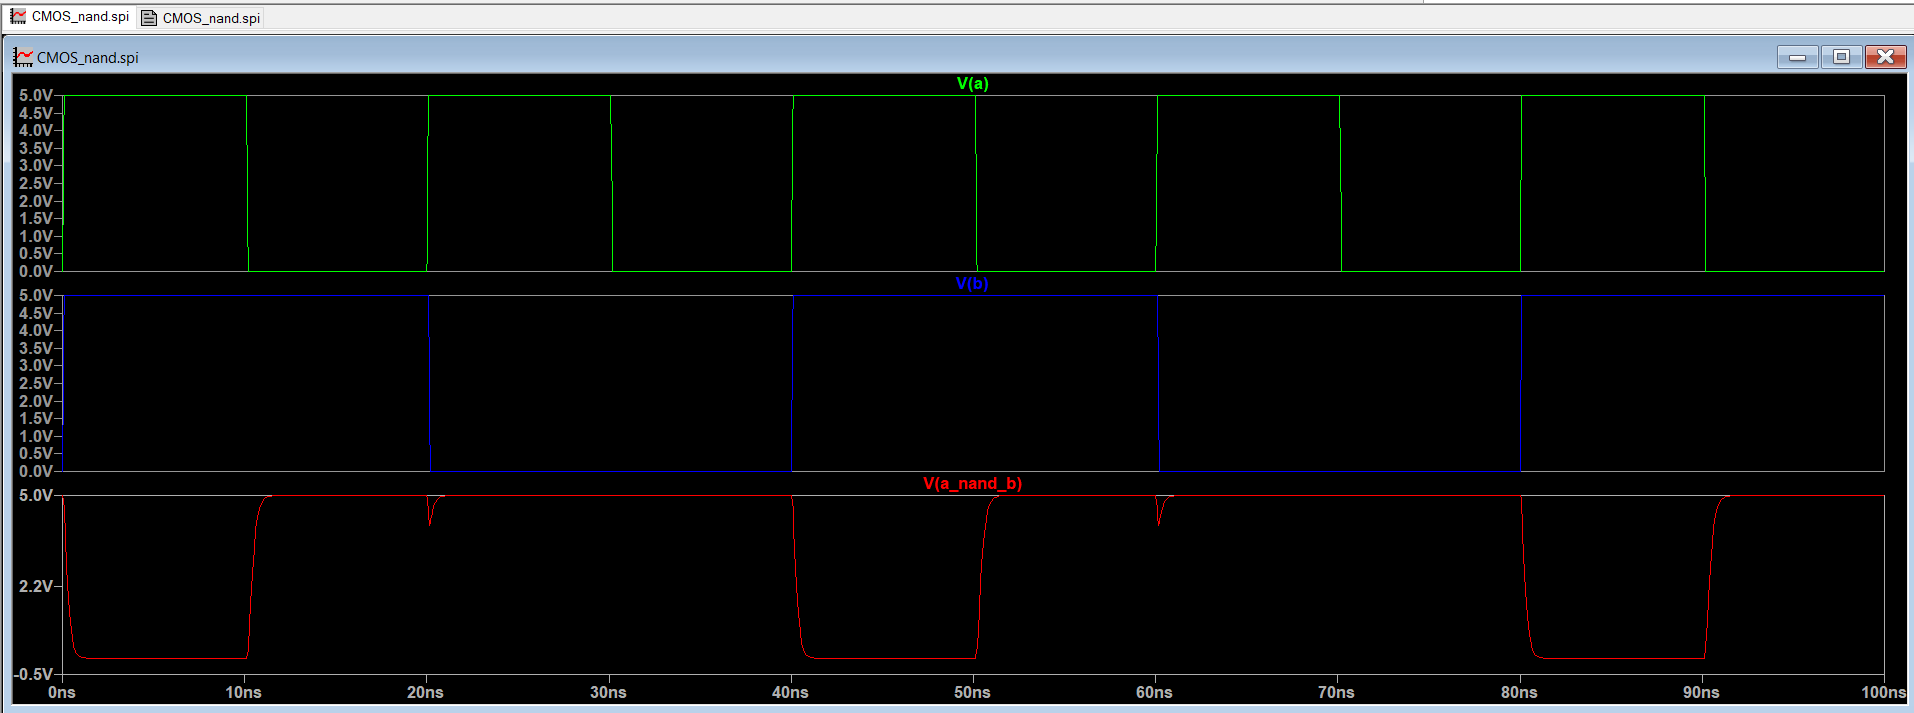 CMOS_nand.spi CMOS_nand.spi
CMOS_nand.spi
V(a)
5.0V
4.5V
4.0V
3.5V
3.0V
2.5V
2.0V
1.5V
1.0V
0.5V
0.0V
V(b)
5.0V
4.5V
4.0V
3.5V
3.0V
2.5V
2.0V
1.5V
1.0V
0.5V
0.0V
V(a_nand_b)
5.0V
2.2V
-0.5V
0ns 10ns 20ns 30ns 40ns 50ns 60ns 70ns 80ns 90ns 100ns